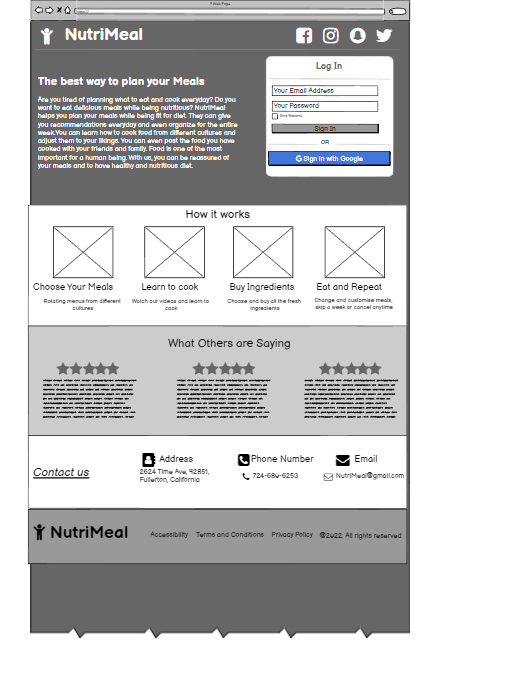 A Web Page
NutriMeal
Log In
The best way to plan your Meals
Are you tired of planning what to eat and cook everyday? Do you
want to eat delicious meals while being nutritious? NutriMeal
helps you plan your meals while being fit for diet. They can give
you recommendations everyday and even organize for the entire
week.You can learn how to cook food from different cultures and
adjust them to your likings. You can even post the food you have
cooked with your friends and family. Food is one of the most
important for a human being. With us, you can be reassured of
your meals and to have healthy and nutritious diet.
Your Email Address
Your Password
Show Password
Sign In
OR
G Sign in with Google
How it works
Choose Your Meals
Learn to cook
Buy Ingredients
Eat and Repeat
Rotating menus from different
cultures
Watch our videos and learn to
cook
Choose and buy all the fresh
ingredients
Change and customise meals,
skip a week or cancel anytime
What Others are Saying
Contact us
Address
2624 Time Ave, 92851,
Fullerton, California
Phone Number
724-686-6253
Email
NutriMeal@gmail.com
NutriMeal
Accessibility
Terms and Conditions
Privacy Policy
©2022. All rights reserved